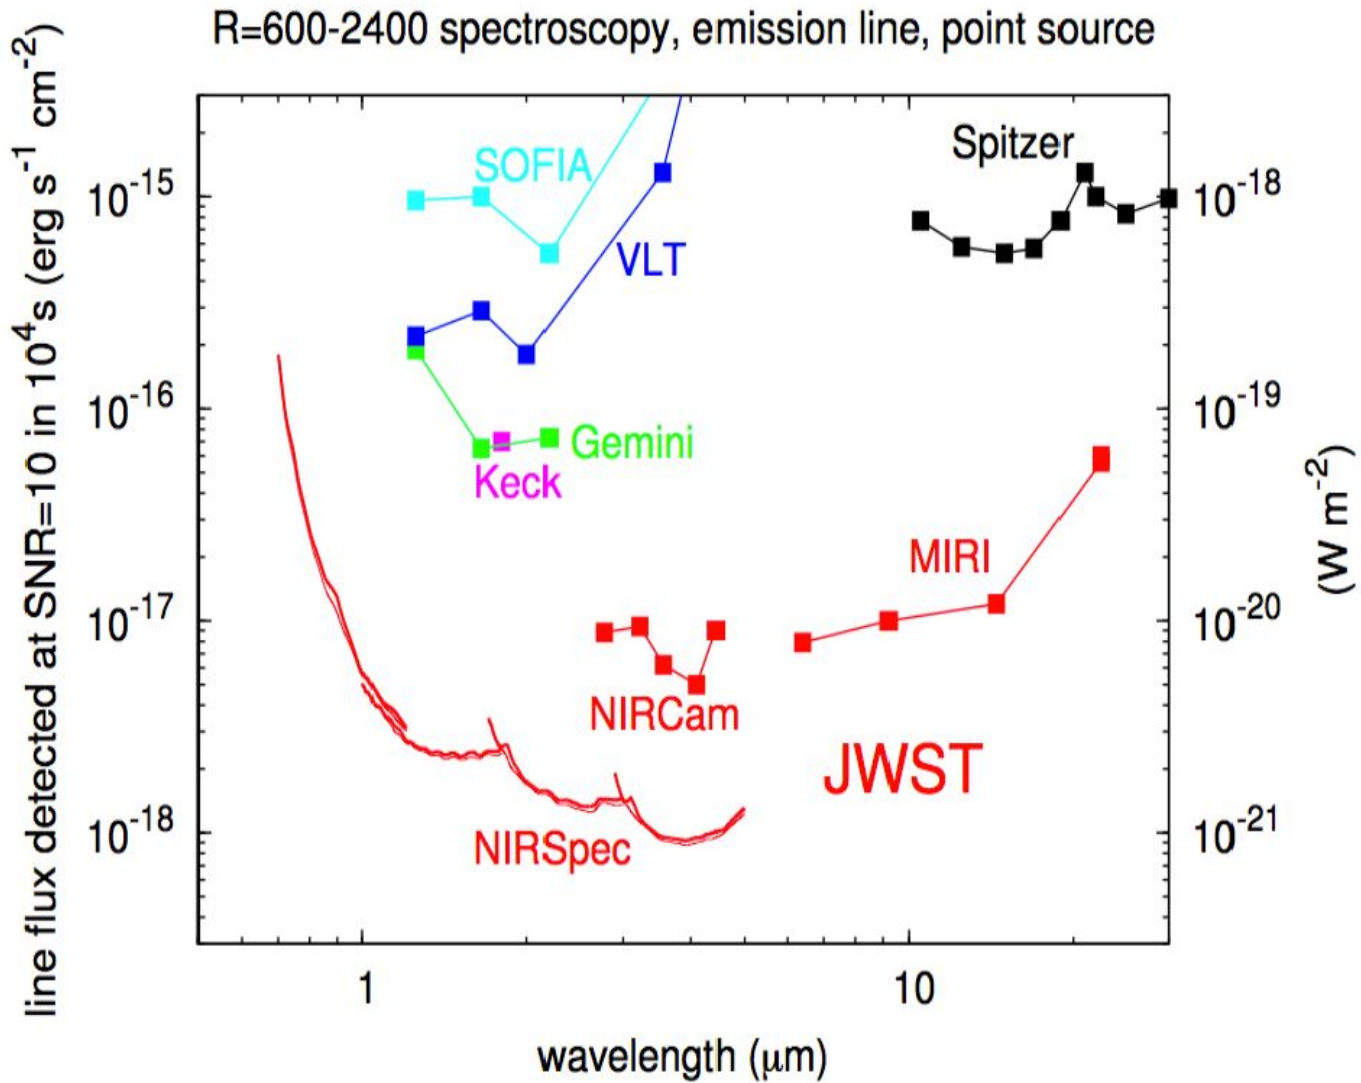 R=600-2400 spectroscopy, emission line, point source
line flux detected at SNR=10 in 10⁴s (erg s⁻¹ cm⁻²)
10⁻¹⁵
10⁻¹⁶
10⁻¹⁷
10⁻¹⁸
SOFIA
VLT
Gemini
Keck
Spitzer
MIRI
NIRCam
JWST
NIRSpec
10⁻¹⁸
10⁻¹⁹
10⁻²⁰
10⁻²¹
(W m⁻²)
1
10
wavelength (μm)